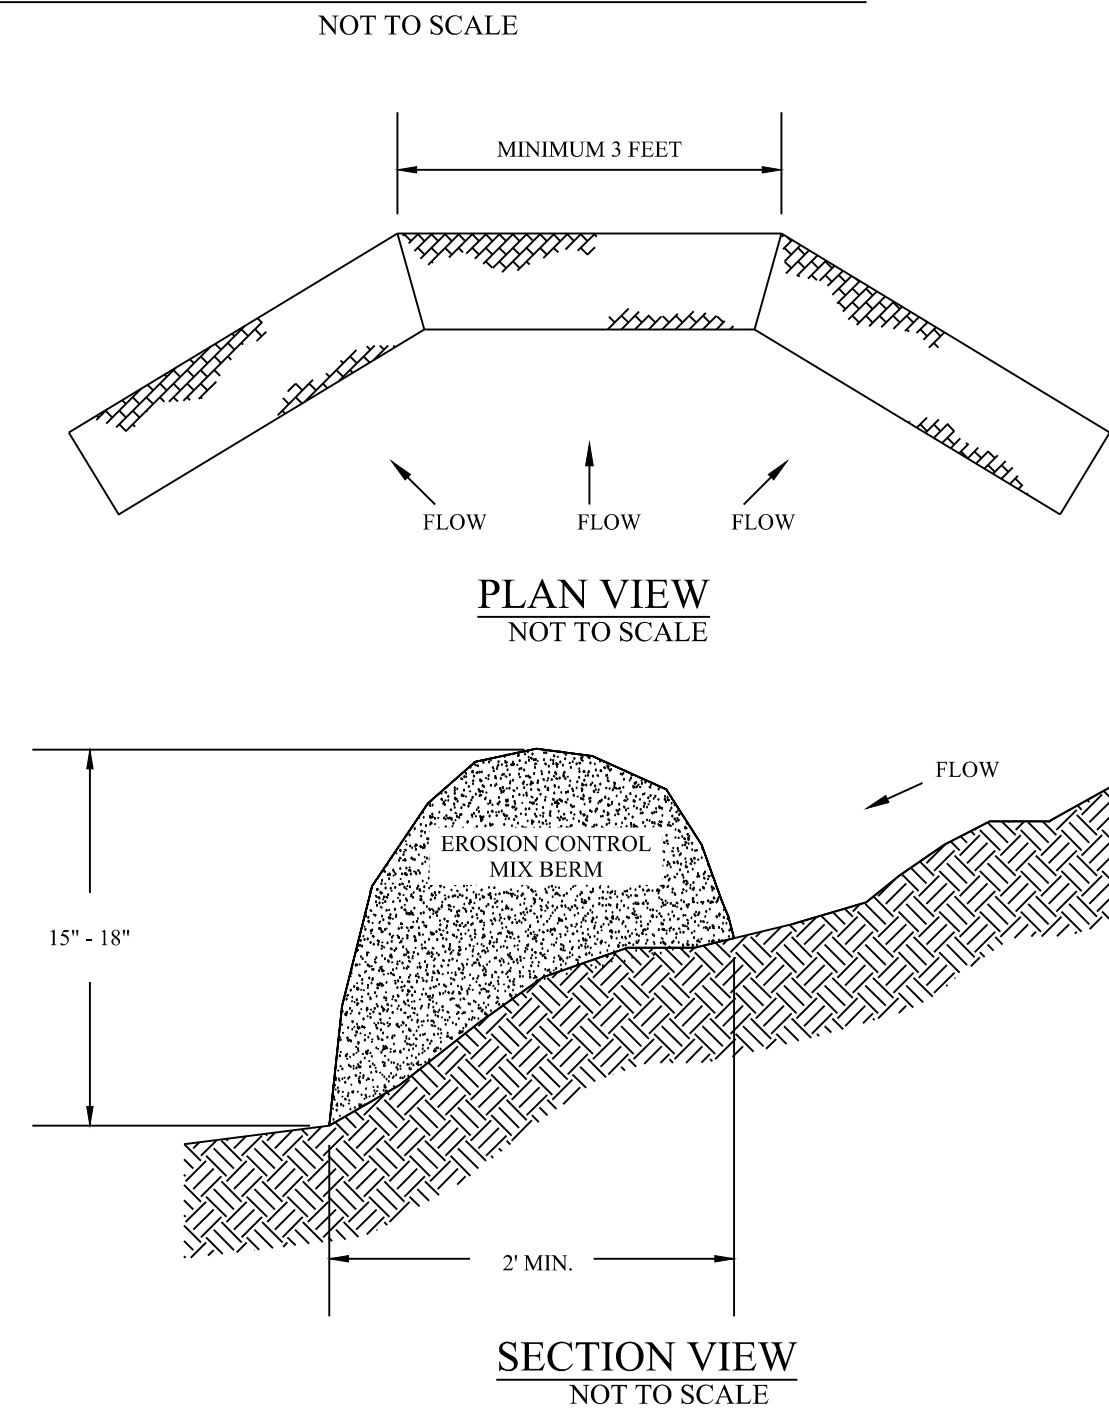 NOT TO SCALE
MINIMUM 3 FEET
FLOW
FLOW
FLOW
PLAN VIEW
NOT TO SCALE
FLOW
EROSION CONTROL
MIX BERM
15" - 18"
2' MIN.
SECTION VIEW
NOT TO SCALE